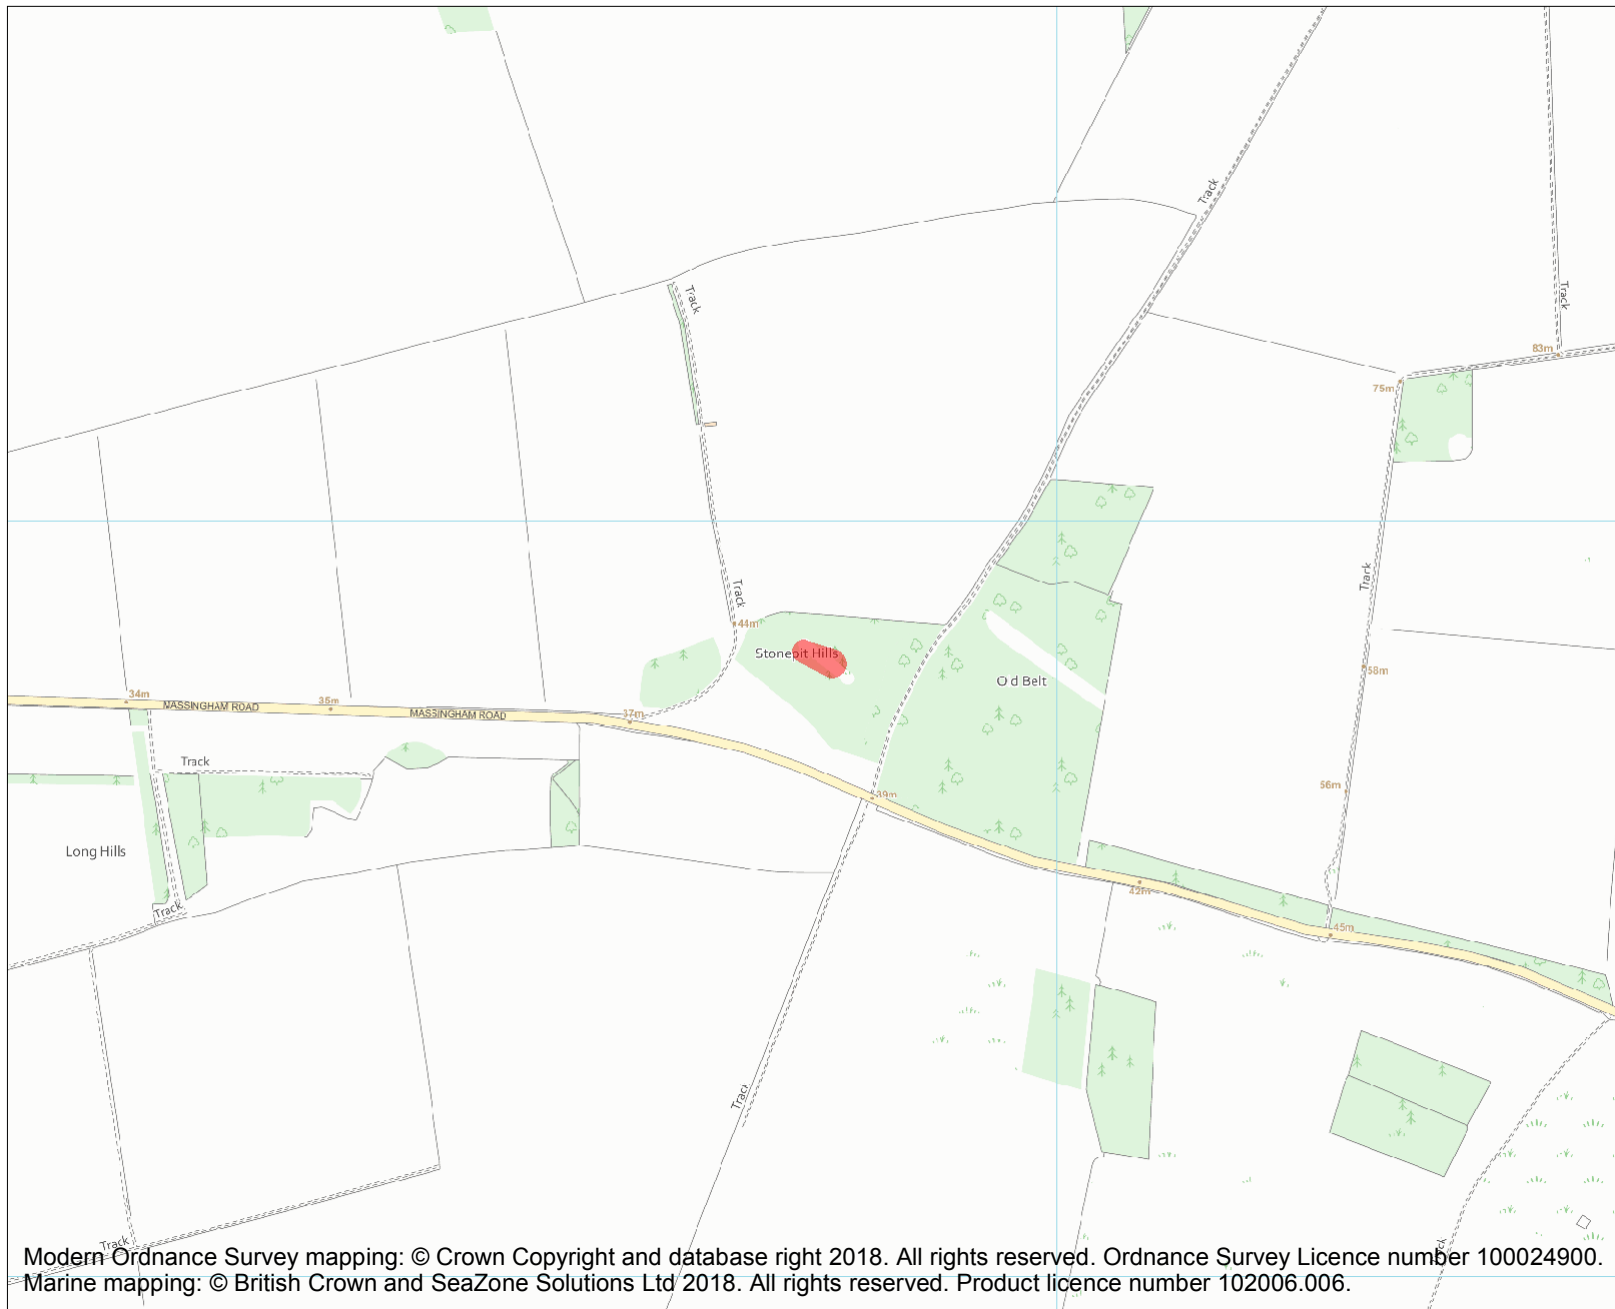 Track
Track
Track
83m
75m
Track
Track
44m
Stonepit Hills
Old Belt
58m
34m
MASSINGHAM ROAD
35m
MASSINGHAM ROAD
37m
Track
56m
39m
Long Hills
42m
Track
45m
Track
Track
Track
Modern Ordnance Survey mapping: © Crown Copyright and database right 2018. All rights reserved. Ordnance Survey Licence number 100024900.
Marine mapping: © British Crown and SeaZone Solutions Ltd 2018. All rights reserved. Product licence number 102006.006.